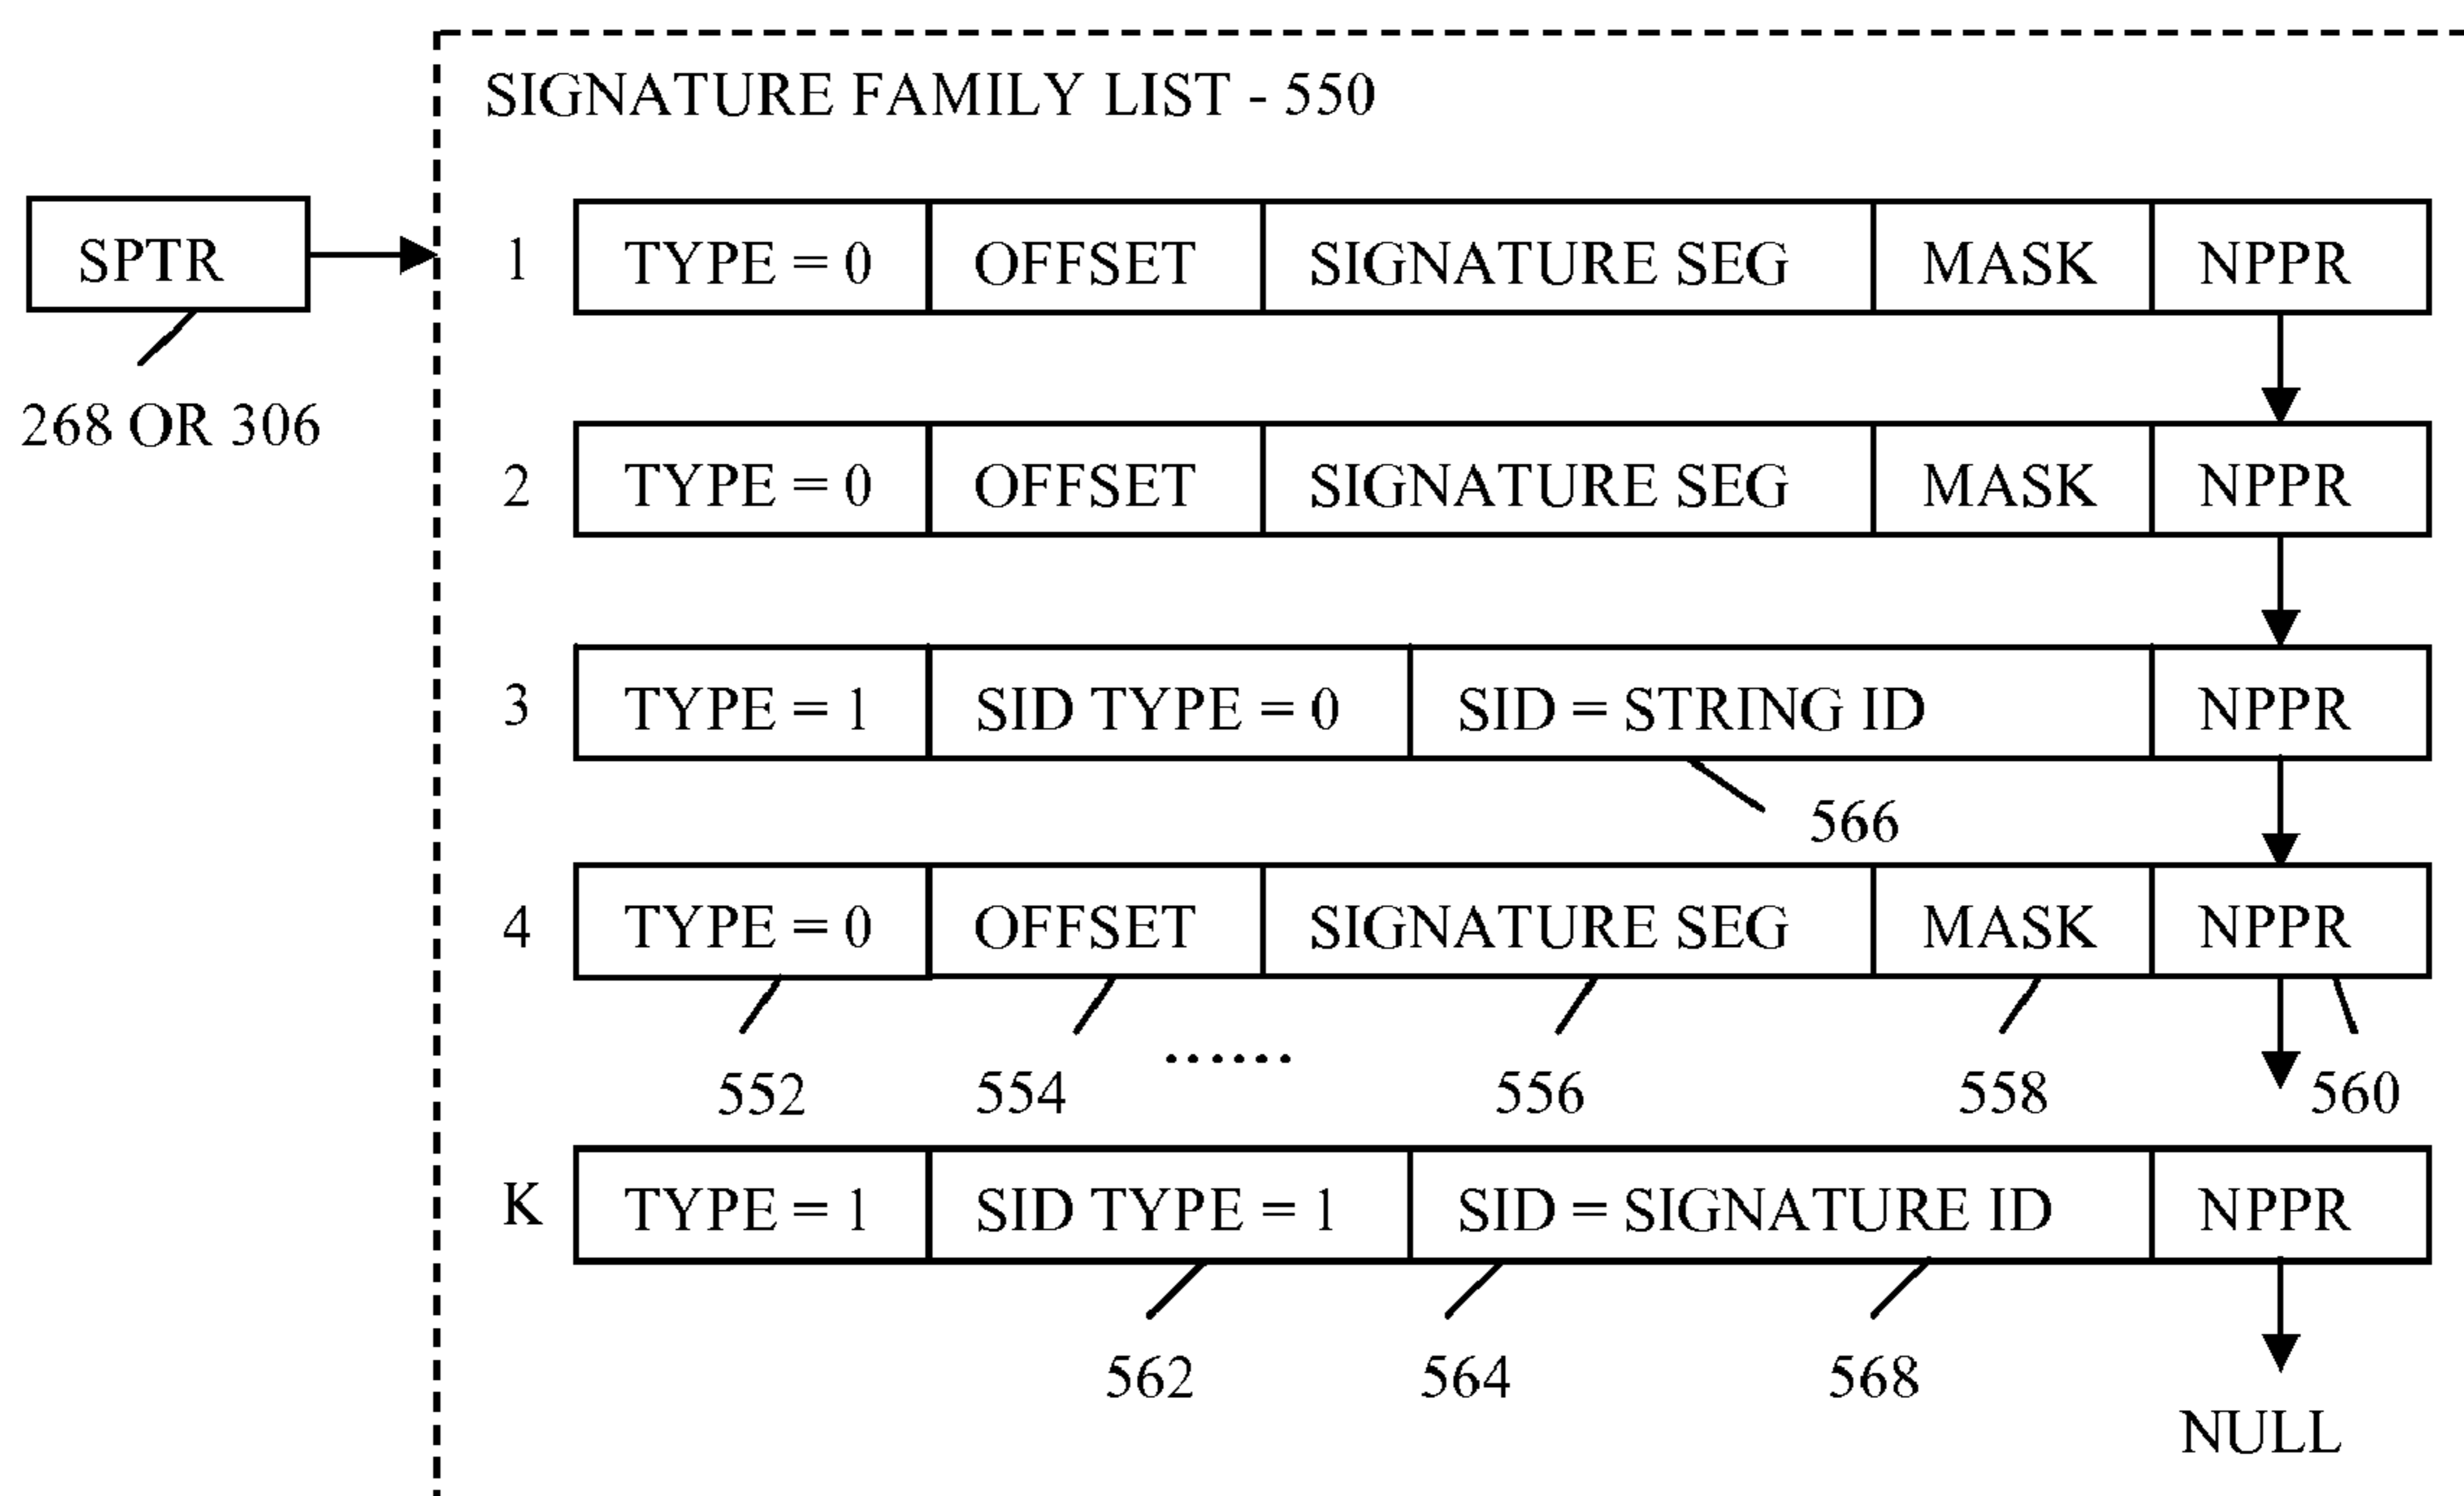 SIGNATURE FAMILY LIST - 550
SPTR
268 OR 306
1 TYPE = 0 OFFSET SIGNATURE SEG MASK NPPR
2 TYPE = 0 OFFSET SIGNATURE SEG MASK NPPR
3 TYPE = 1 SID TYPE = 0 SID = STRING ID NPPR
566
4 TYPE = 0 OFFSET SIGNATURE SEG MASK NPPR
552 554 ...... 556 558 560
K TYPE = 1 SID TYPE = 1 SID = SIGNATURE ID NPPR
562 564 568
NULL